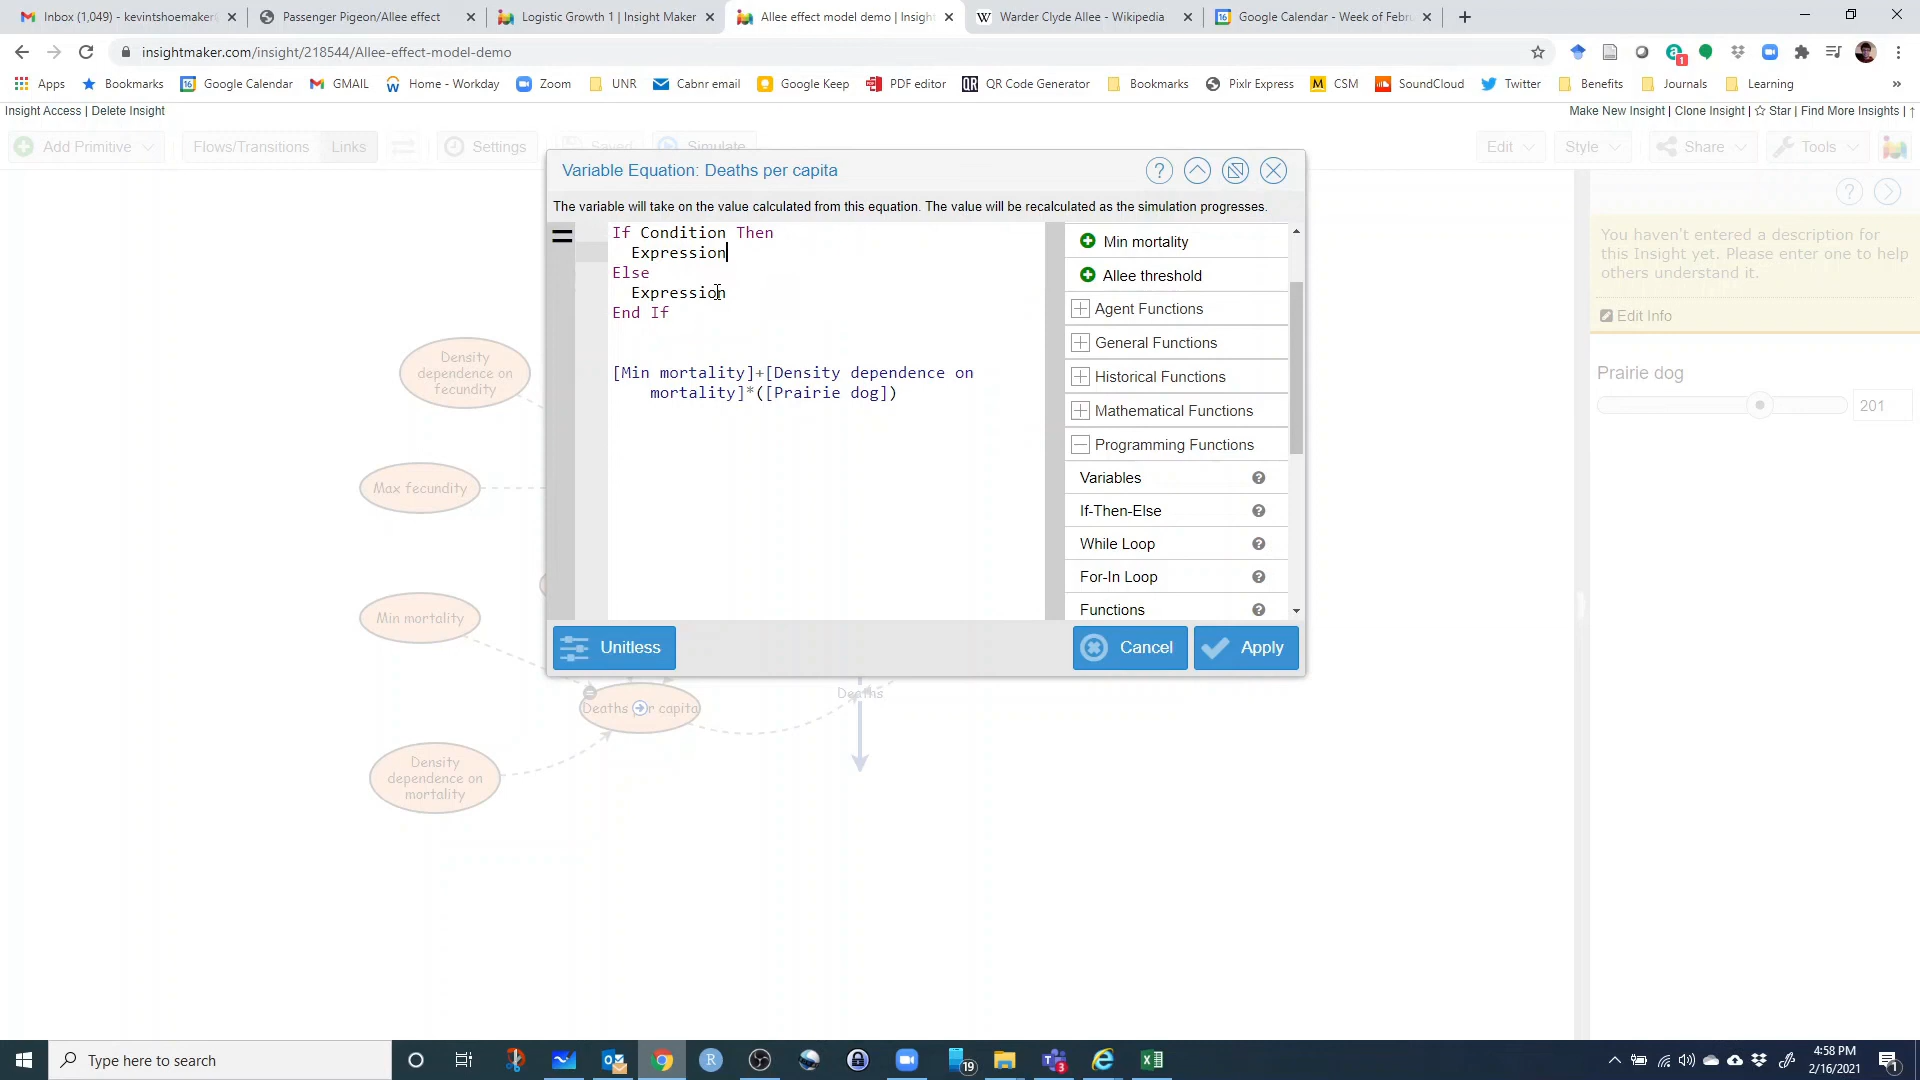 Inbox (1,049) - kevintshoemaker
Passenger Pigeon/Allee effect
Logistic Growth 1 | Insight Maker
Allee effect model demo | Insight
Warder Clyde Allee - Wikipedia
Google Calendar - Week of Febru
insightmaker.com/insight/218544/Allee-effect-model-demo
Apps
Bookmarks
Google Calendar
GMAIL
Home - Workday
Zoom
UNR
Cabnr email
Google Keep
PDF editor
QR Code Generator
Bookmarks
Pixlr Express
CSM
SoundCloud
Twitter
Benefits
Journals
Learning
Insight Access | Delete Insight
Make New Insight | Clone Insight | ☆ Star | Find More Insights | ↑
Add Primitive
Flows/Transitions
Links
Settings
Saved
Simulate
Edit
Style
Share
Tools
Variable Equation: Deaths per capita
The variable will take on the value calculated from this equation. The value will be recalculated as the simulation progresses.
If Condition Then
Expression
Else
Expression
End If
[Min mortality]+[Density dependence on
mortality]*([Prairie dog])
Min mortality
Allee threshold
Agent Functions
General Functions
Historical Functions
Mathematical Functions
Programming Functions
Variables
If-Then-Else
While Loop
For-In Loop
Functions
Unitless
Cancel
Apply
You haven't entered a description for
this Insight yet. Please enter one to help
others understand it.
Edit Info
Prairie dog
201
Density
dependence on
fecundity
Max fecundity
Min mortality
Deaths per capita
Deaths
Density
dependence on
mortality
Type here to search
19
3
4:58 PM
2/16/2021
1